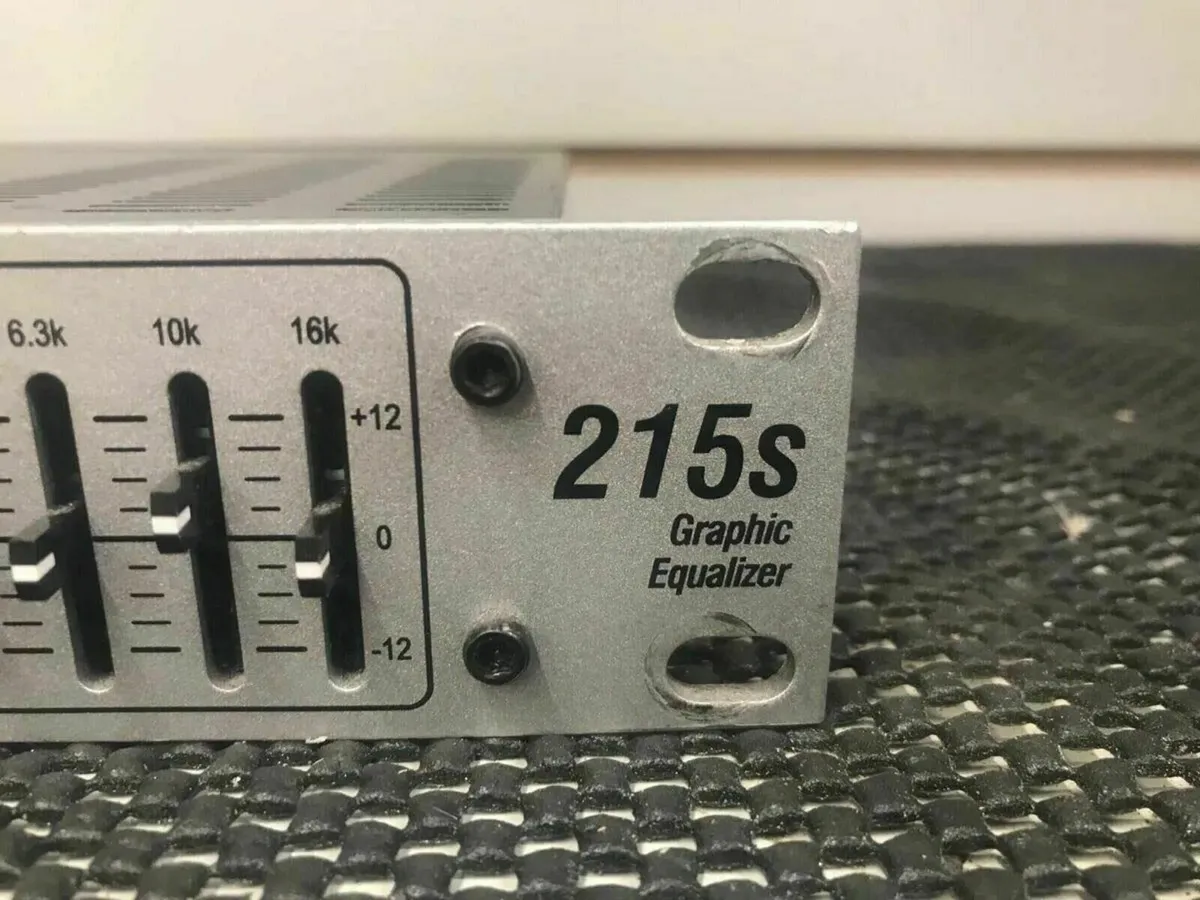 6.3k 10k 16k
+12
0
-12
215s
Graphic
Equalizer